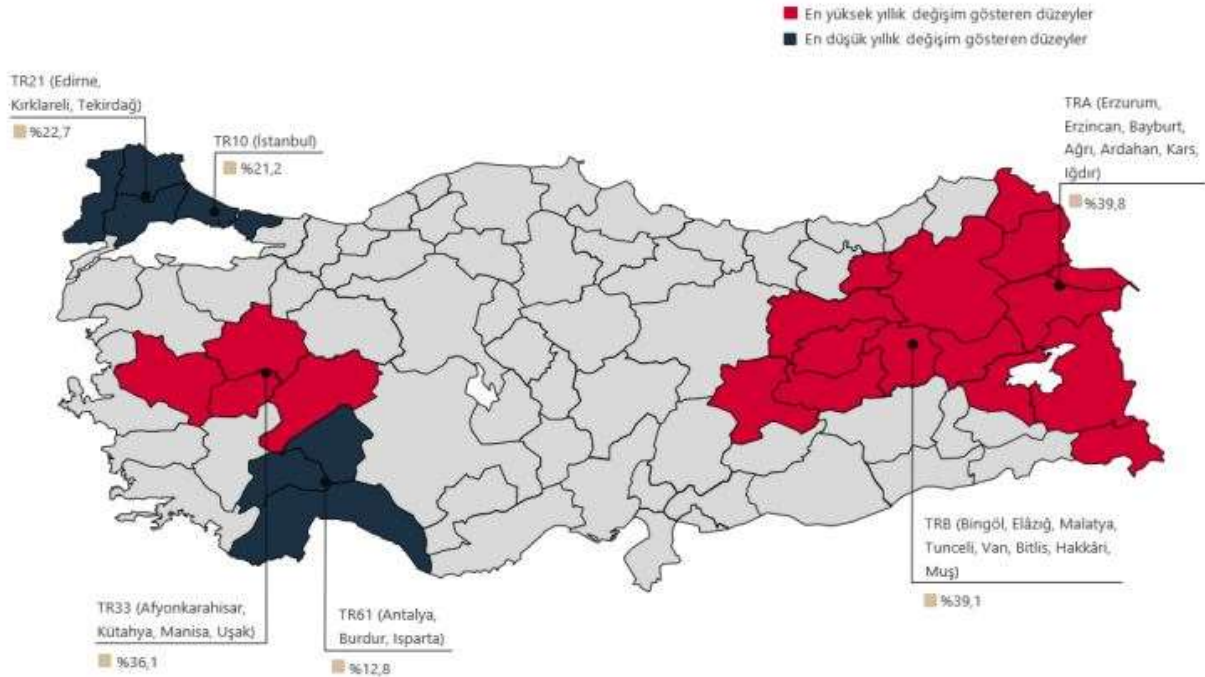 En yüksek yıllık değişim gösteren düzeyler
En düşük yıllık değişim gösteren düzeyler
TR21 (Edirne,
Kırklareli, Tekirdağ)
%22,7
TR10 (İstanbul)
%21,2
TRA (Erzurum,
Erzincan, Bayburt,
Ağrı, Ardahan, Kars,
Iğdır)
%39,8
TRB (Bingöl, Elâzığ, Malatya,
Tunceli, Van, Bitlis, Hakkâri,
Muş)
%39,1
TR33 (Afyonkarahisar,
Kütahya, Manisa, Uşak)
%36,1
TR61 (Antalya,
Burdur, Isparta)
%12,8